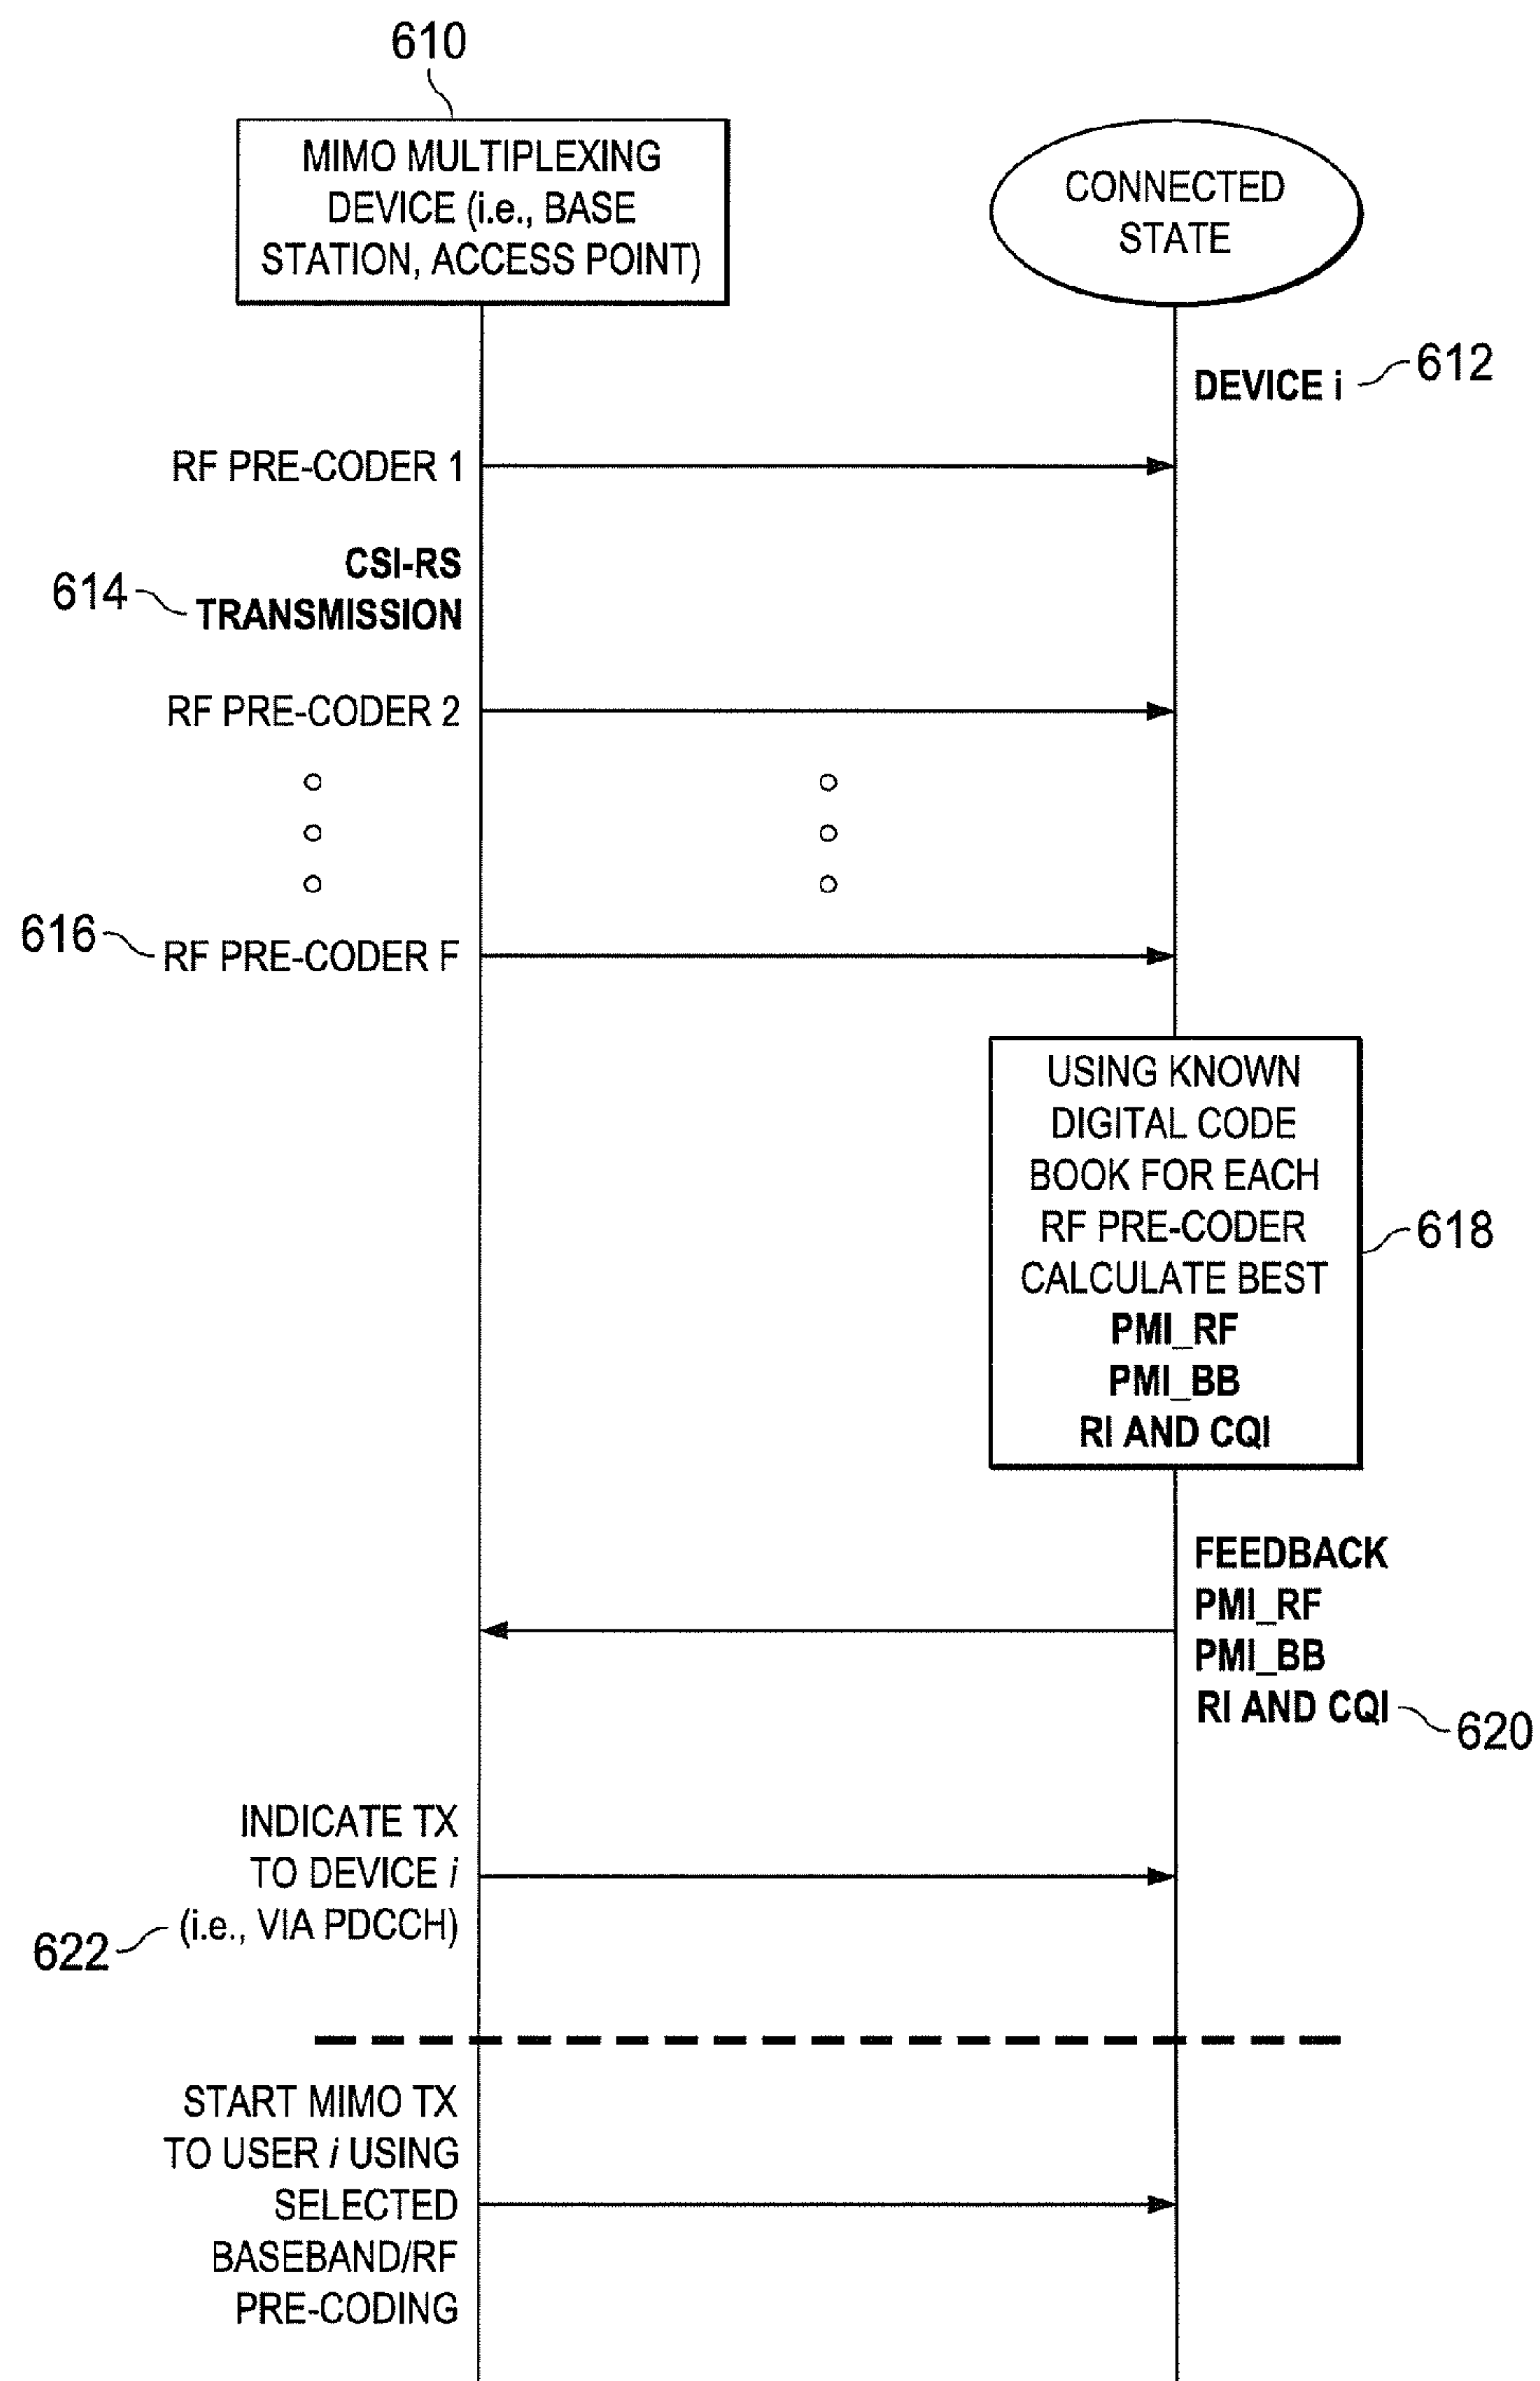 610
MIMO MULTIPLEXING
DEVICE (i.e., BASE
STATION, ACCESS POINT)
CONNECTED
STATE
DEVICE i
612
RF PRE-CODER 1
CSI-RS
TRANSMISSION
614
RF PRE-CODER 2
616
RF PRE-CODER F
USING KNOWN
DIGITAL CODE
BOOK FOR EACH
RF PRE-CODER
CALCULATE BEST
PMI_RF
PMI_BB
RI AND CQI
618
FEEDBACK
PMI_RF
PMI_BB
RI AND CQI
620
INDICATE TX
TO DEVICE i
(i.e., VIA PDCCH)
622
START MIMO TX
TO USER i USING
SELECTED
BASEBAND/RF
PRE-CODING